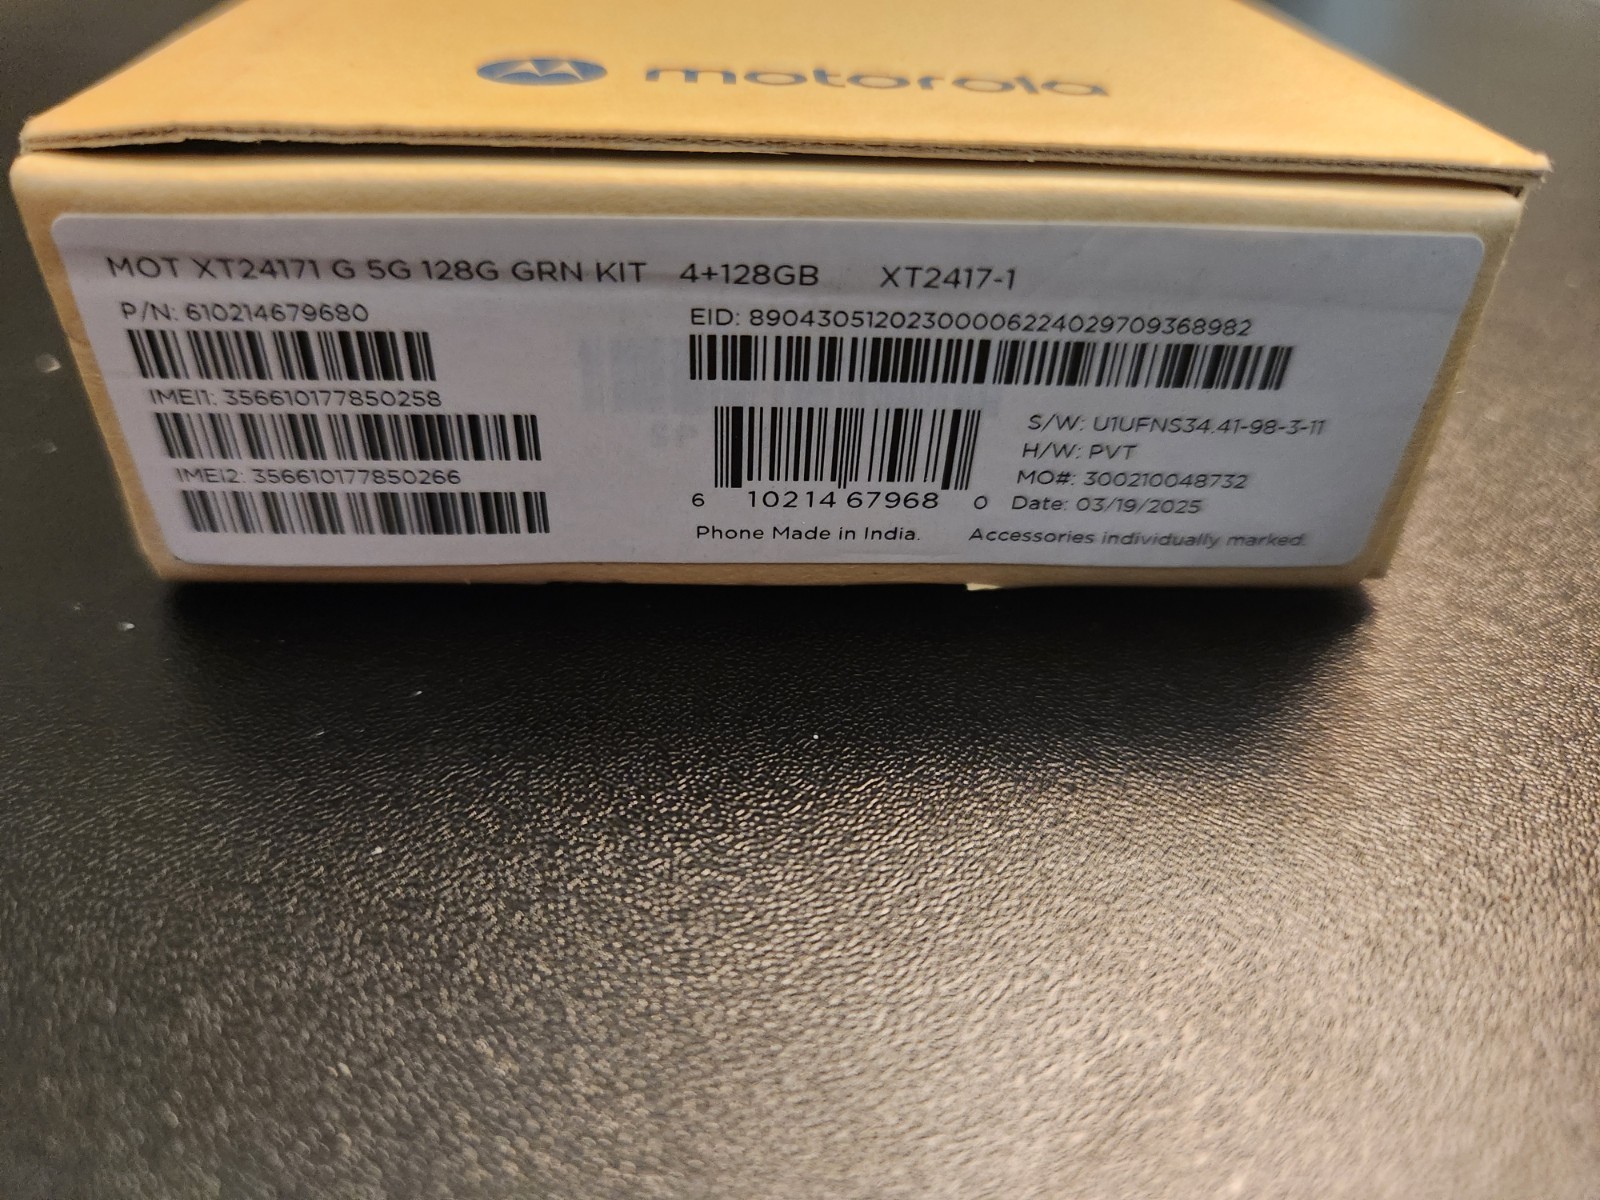 motorola
MOT XT24171 G 5G 128G GRN KIT 4+128GB XT2417-1
P/N: 610214679680
EID: 89043051202300006224029709368982
IMEI1: 356610177850258
IMEI2: 356610177850266
6 10214 67968 0
S/W: U1UFNS34.41-98-3-11
H/W: PVT
MO#: 300210048732
Date: 03/19/2025
Phone Made in India. Accessories individually marked.